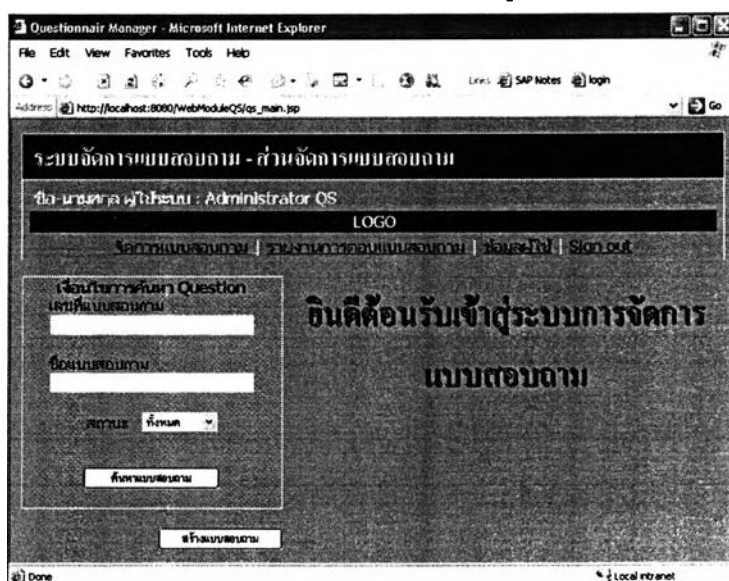 Questionnair Manager - Microsoft Internet Explorer
File Edit View Favorites Tools Help
Links SAP Notes login
Address http://localhost:8080/WebModuleQS/qs_main.jsp Go
ระบบจัดการแบบสอบถาม - ส่วนจัดการแบบสอบถาม
ชื่อ-นามสกุล ผู้ใช้ระบบ : Administrator QS
LOGO
จัดการแบบสอบถาม | รายงานการตอบแบบสอบถาม | ข้อมูลผู้ใช้ | Sign out
เงื่อนไขการค้นหา Question
เลขที่แบบสอบถาม
ชื่อแบบสอบถาม
สถานะ ทั้งหมด
ค้นหาแบบสอบถาม
สร้างแบบสอบถาม
ยินดีต้อนรับเข้าสู่ระบบการจัดการ
แบบสอบถาม
Done Local intranet